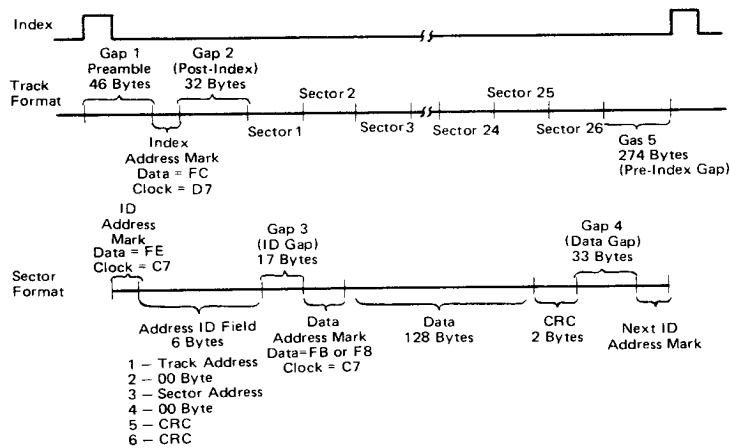 Index
Gap 1
Preamble
46 Bytes
Gap 2
(Post-Index)
32 Bytes
Track
Format
Sector 2
Sector 25
Sector 1
Sector 3
Sector 24
Sector 26
Index
Address Mark
Data = FC
Clock = D7
Gas 5
274 Bytes
(Pre-Index Gap)
ID
Address
Mark
Data = FE
Clock = C7
Gap 3
(ID Gap)
17 Bytes
Gap 4
(Data Gap)
33 Bytes
Sector
Format
Address ID Field
6 Bytes
1 – Track Address
2 – 00 Byte
3 – Sector Address
4 – 00 Byte
5 – CRC
6 – CRC
Data
Address Mark
Data=FB or F8
Clock = C7
Data
128 Bytes
CRC
2 Bytes
Next ID
Address Mark